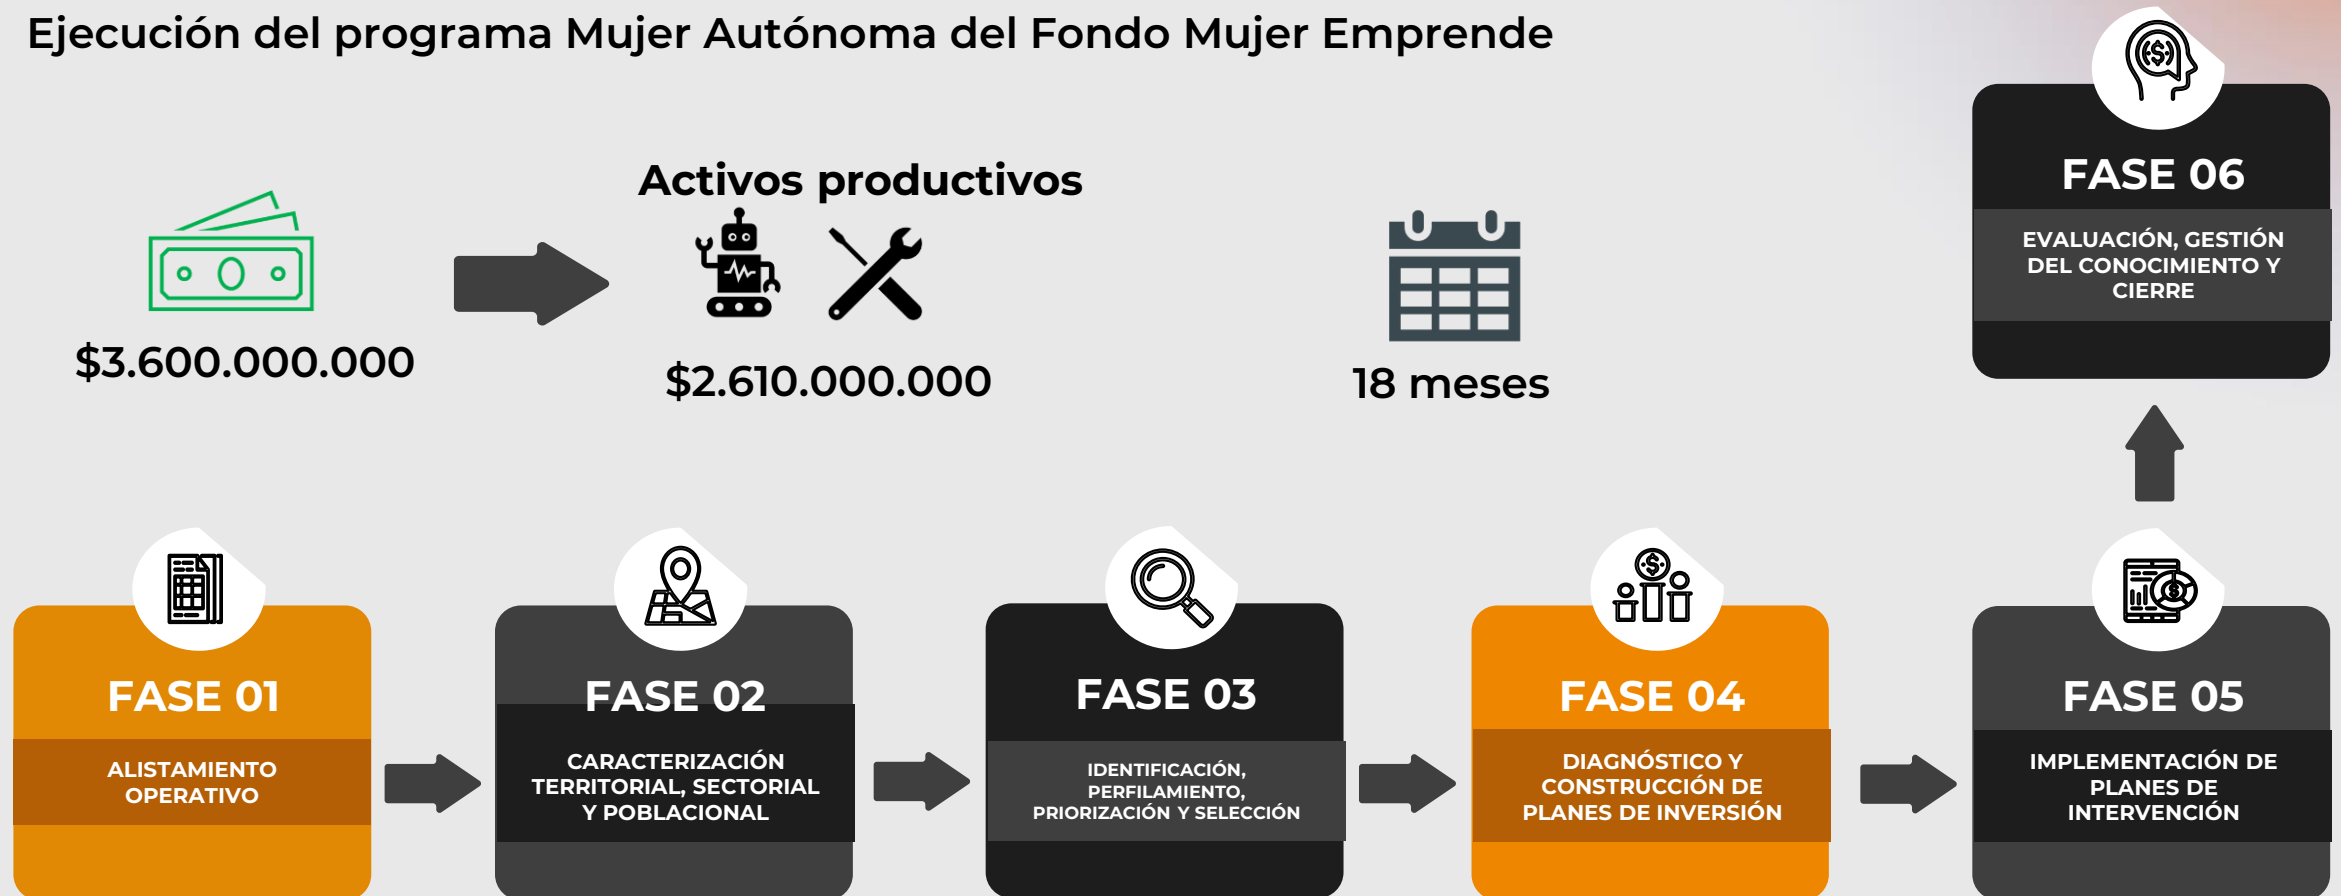 Ejecución del programa Mujer Autónoma del Fondo Mujer Emprende
$3.600.000.000
Activos productivos
$2.610.000.000
18 meses
FASE 01
ALISTAMIENTO
OPERATIVO
FASE 02
CARACTERIZACIÓN
TERRITORIAL, SECTORIAL
Y POBLACIONAL
FASE 03
IDENTIFICACIÓN,
PERFILAMIENTO,
PRIORIZACIÓN Y SELECCIÓN
FASE 04
DIAGNÓSTICO Y
CONSTRUCCIÓN DE
PLANES DE INVERSIÓN
FASE 05
IMPLEMENTACIÓN DE
PLANES DE
INTERVENCIÓN
FASE 06
EVALUACIÓN, GESTIÓN
DEL CONOCIMIENTO Y
CIERRE